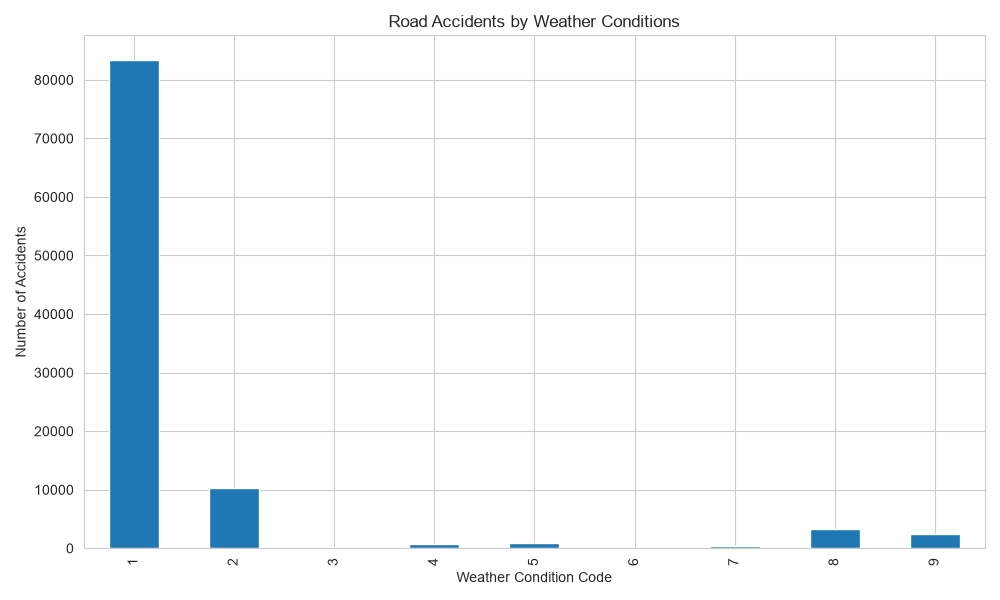 Road Accidents by Weather Conditions
Number of Accidents
80000
70000
60000
50000
40000
30000
20000
10000
0
1 2 3 4 5 6 7 8 9
Weather Condition Code